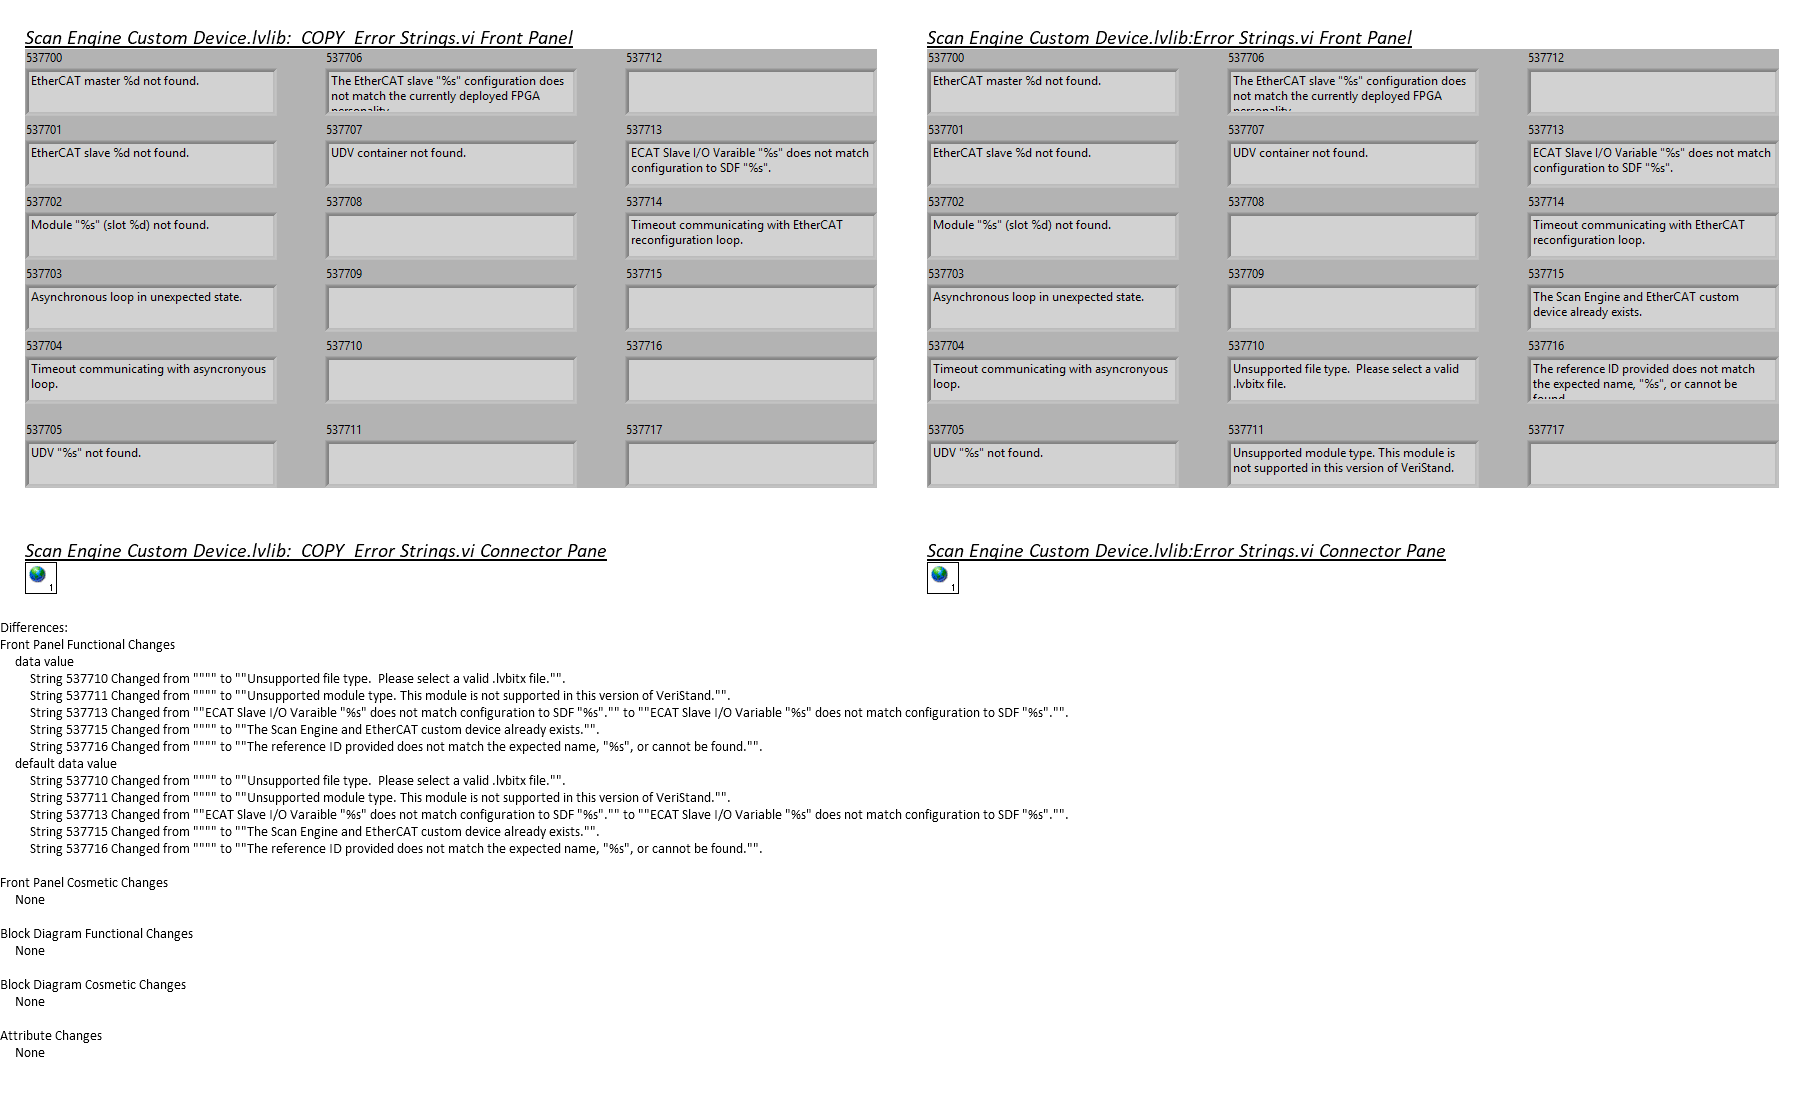 Scan Engine Custom Device.lvlib:_COPY_Error Strings.vi Front Panel
537700
EtherCAT master %d not found.
537706
The EtherCAT slave "%s" configuration does
not match the currently deployed FPGA
personality.
537712
537701
EtherCAT slave %d not found.
537707
UDV container not found.
537713
ECAT Slave I/O Varaible "%s" does not match
configuration to SDF "%s".
537702
Module "%s" (slot %d) not found.
537708
537714
Timeout communicating with EtherCAT
reconfiguration loop.
537703
Asynchronous loop in unexpected state.
537709
537715
537704
Timeout communicating with asyncronyous
loop.
537710
537716
537705
UDV "%s" not found.
537711
537717
Scan Engine Custom Device.lvlib:Error Strings.vi Front Panel
537700
EtherCAT master %d not found.
537706
The EtherCAT slave "%s" configuration does
not match the currently deployed FPGA
personality.
537712
537701
EtherCAT slave %d not found.
537707
UDV container not found.
537713
ECAT Slave I/O Variable "%s" does not match
configuration to SDF "%s".
537702
Module "%s" (slot %d) not found.
537708
537714
Timeout communicating with EtherCAT
reconfiguration loop.
537703
Asynchronous loop in unexpected state.
537709
537715
The Scan Engine and EtherCAT custom
device already exists.
537704
Timeout communicating with asyncronyous
loop.
537710
Unsupported file type.  Please select a valid
.lvbitx file.
537716
The reference ID provided does not match
the expected name, "%s", or cannot be
found.
537705
UDV "%s" not found.
537711
Unsupported module type. This module is
not supported in this version of VeriStand.
537717
Scan Engine Custom Device.lvlib:_COPY_Error Strings.vi Connector Pane
1
Scan Engine Custom Device.lvlib:Error Strings.vi Connector Pane
1
Differences:
Front Panel Functional Changes
data value
String 537710 Changed from """" to ""Unsupported file type.  Please select a valid .lvbitx file."".
String 537711 Changed from """" to ""Unsupported module type. This module is not supported in this version of VeriStand."".
String 537713 Changed from ""ECAT Slave I/O Varaible "%s" does not match configuration to SDF "%s"."" to ""ECAT Slave I/O Variable "%s" does not match configuration to SDF "%s"."".
String 537715 Changed from """" to ""The Scan Engine and EtherCAT custom device already exists."".
String 537716 Changed from """" to ""The reference ID provided does not match the expected name, "%s", or cannot be found."".
default data value
String 537710 Changed from """" to ""Unsupported file type.  Please select a valid .lvbitx file."".
String 537711 Changed from """" to ""Unsupported module type. This module is not supported in this version of VeriStand."".
String 537713 Changed from ""ECAT Slave I/O Varaible "%s" does not match configuration to SDF "%s"."" to ""ECAT Slave I/O Variable "%s" does not match configuration to SDF "%s"."".
String 537715 Changed from """" to ""The Scan Engine and EtherCAT custom device already exists."".
String 537716 Changed from """" to ""The reference ID provided does not match the expected name, "%s", or cannot be found."".
Front Panel Cosmetic Changes
None
Block Diagram Functional Changes
None
Block Diagram Cosmetic Changes
None
Attribute Changes
None